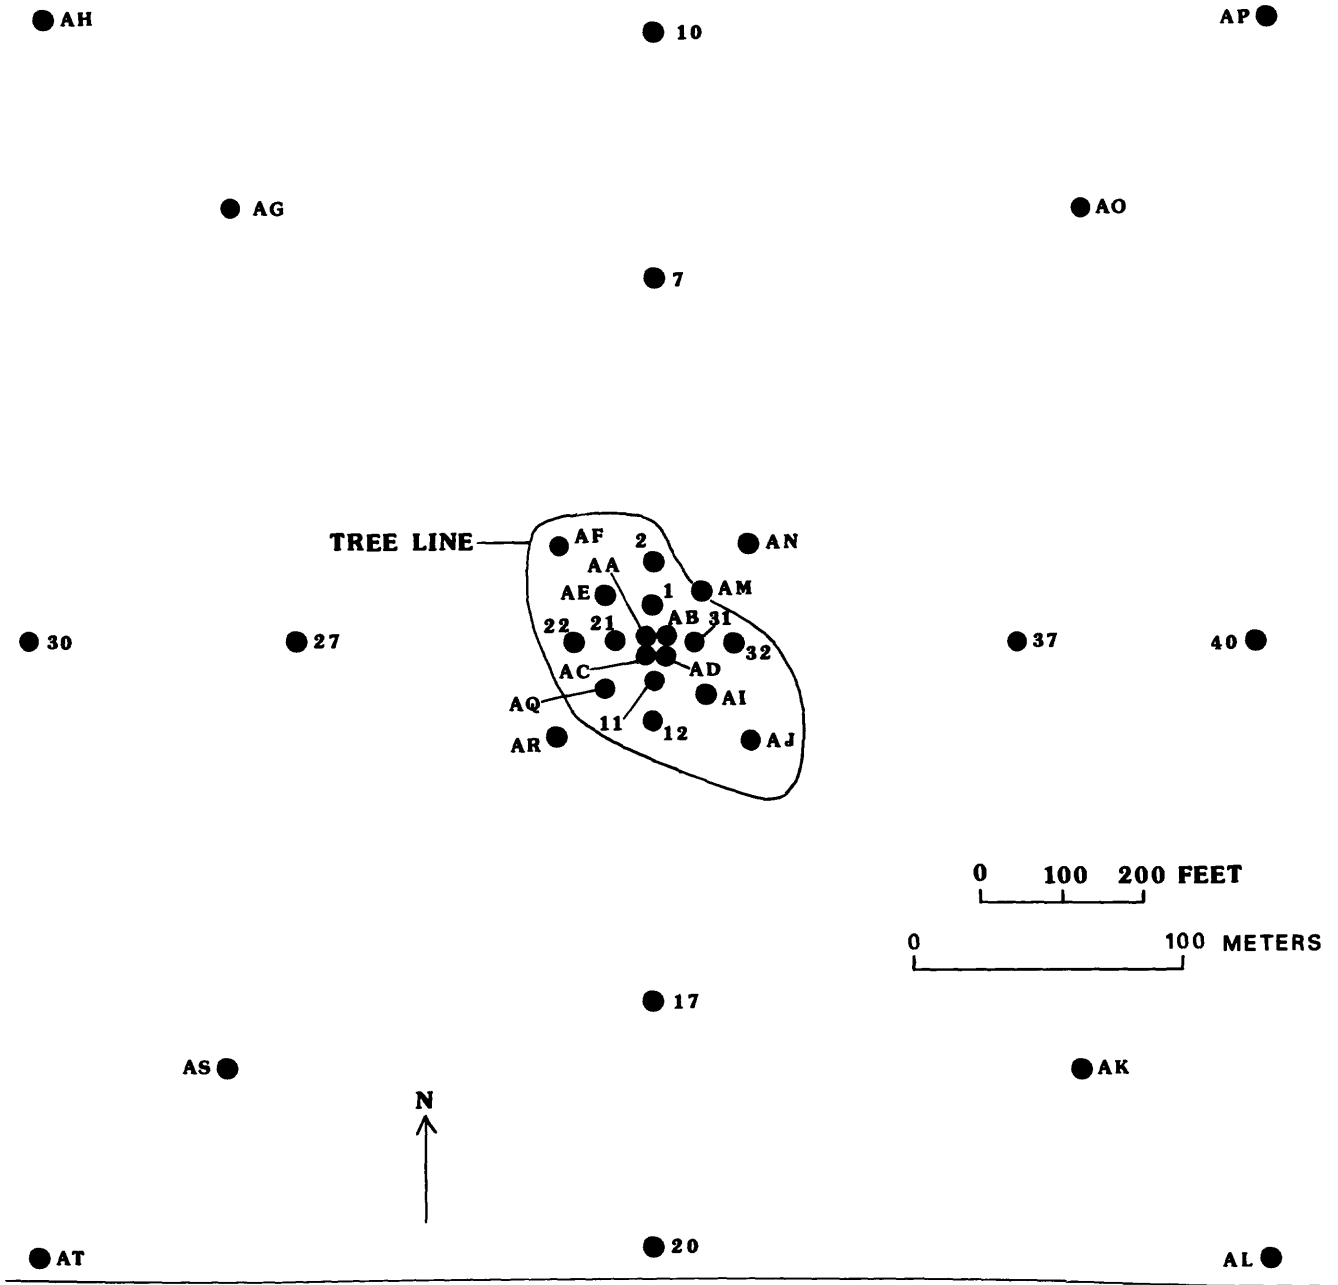 AH
10
AP
AG
AO
7
TREE LINE
AF
2
AN
AA
AE
1
AM
22
21
AB
31
30
27
32
37
40
AC
AD
AQ
AI
11
12
AR
AJ
0 100 200 FEET
0 100 METERS
17
AS
AK
N
AT
20
AL